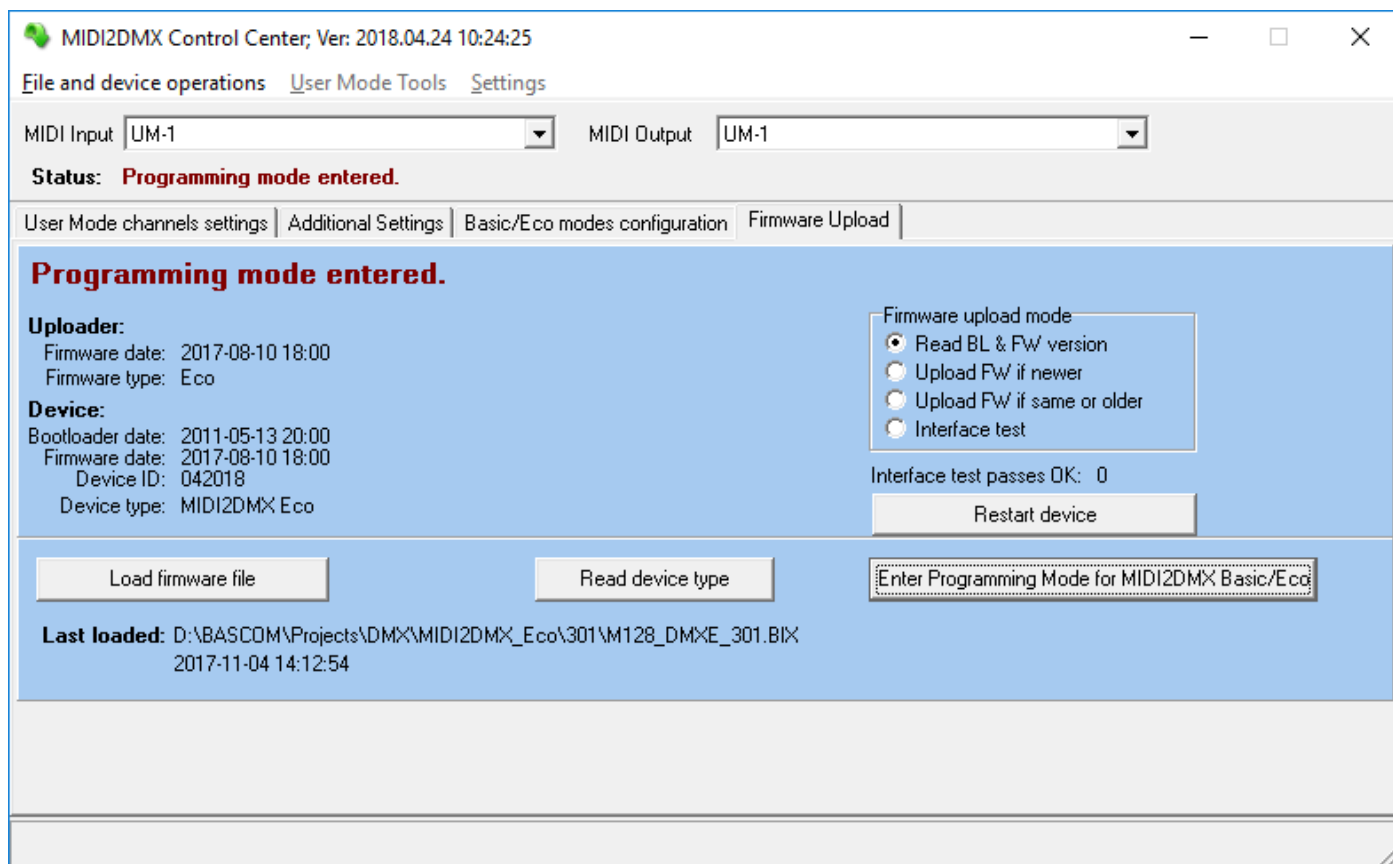 MIDI2DMX Control Center; Ver: 2018.04.24 10:24:25
File and device operations User Mode Tools Settings
MIDI Input UM-1 MIDI Output UM-1
Status: Programming mode entered.
User Mode channels settings Additional Settings Basic/Eco modes configuration Firmware Upload
Programming mode entered.
Uploader:
Firmware date: 2017-08-10 18:00
Firmware type: Eco
Device:
Bootloader date: 2011-05-13 20:00
Firmware date: 2017-08-10 18:00
Device ID: 042018
Device type: MIDI2DMX Eco
Firmware upload mode
Read BL & FW version
Upload FW if newer
Upload FW if same or older
Interface test
Interface test passes OK: 0
Restart device
Load firmware file Read device type Enter Programming Mode for MIDI2DMX Basic/Eco
Last loaded: D:\BASCOM\Projects\DMX\MIDI2DMX_Eco\301\M128_DMXE_301.BIX
2017-11-04 14:12:54